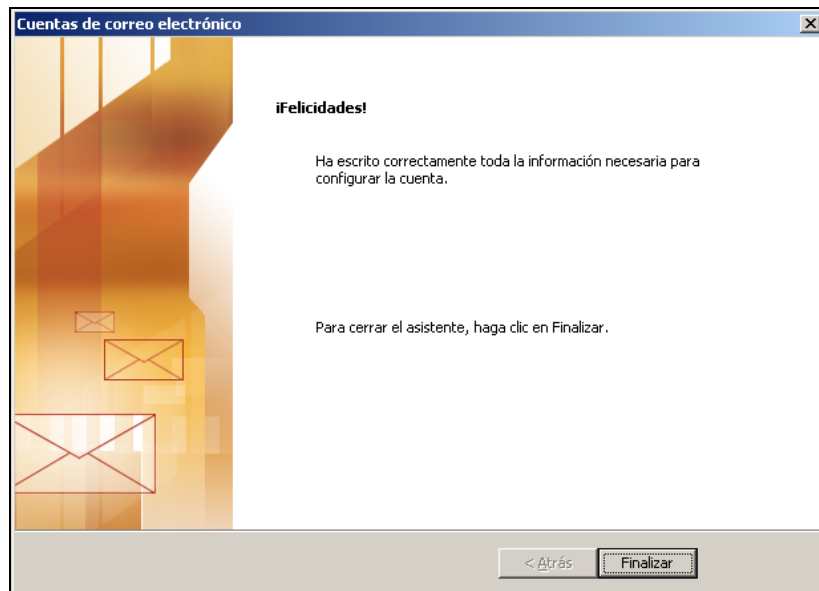 Cuentas de correo electrónico
¡Felicidades!
Ha escrito correctamente toda la información necesaria para
configurar la cuenta.
Para cerrar el asistente, haga clic en Finalizar.
< Atrás
Finalizar